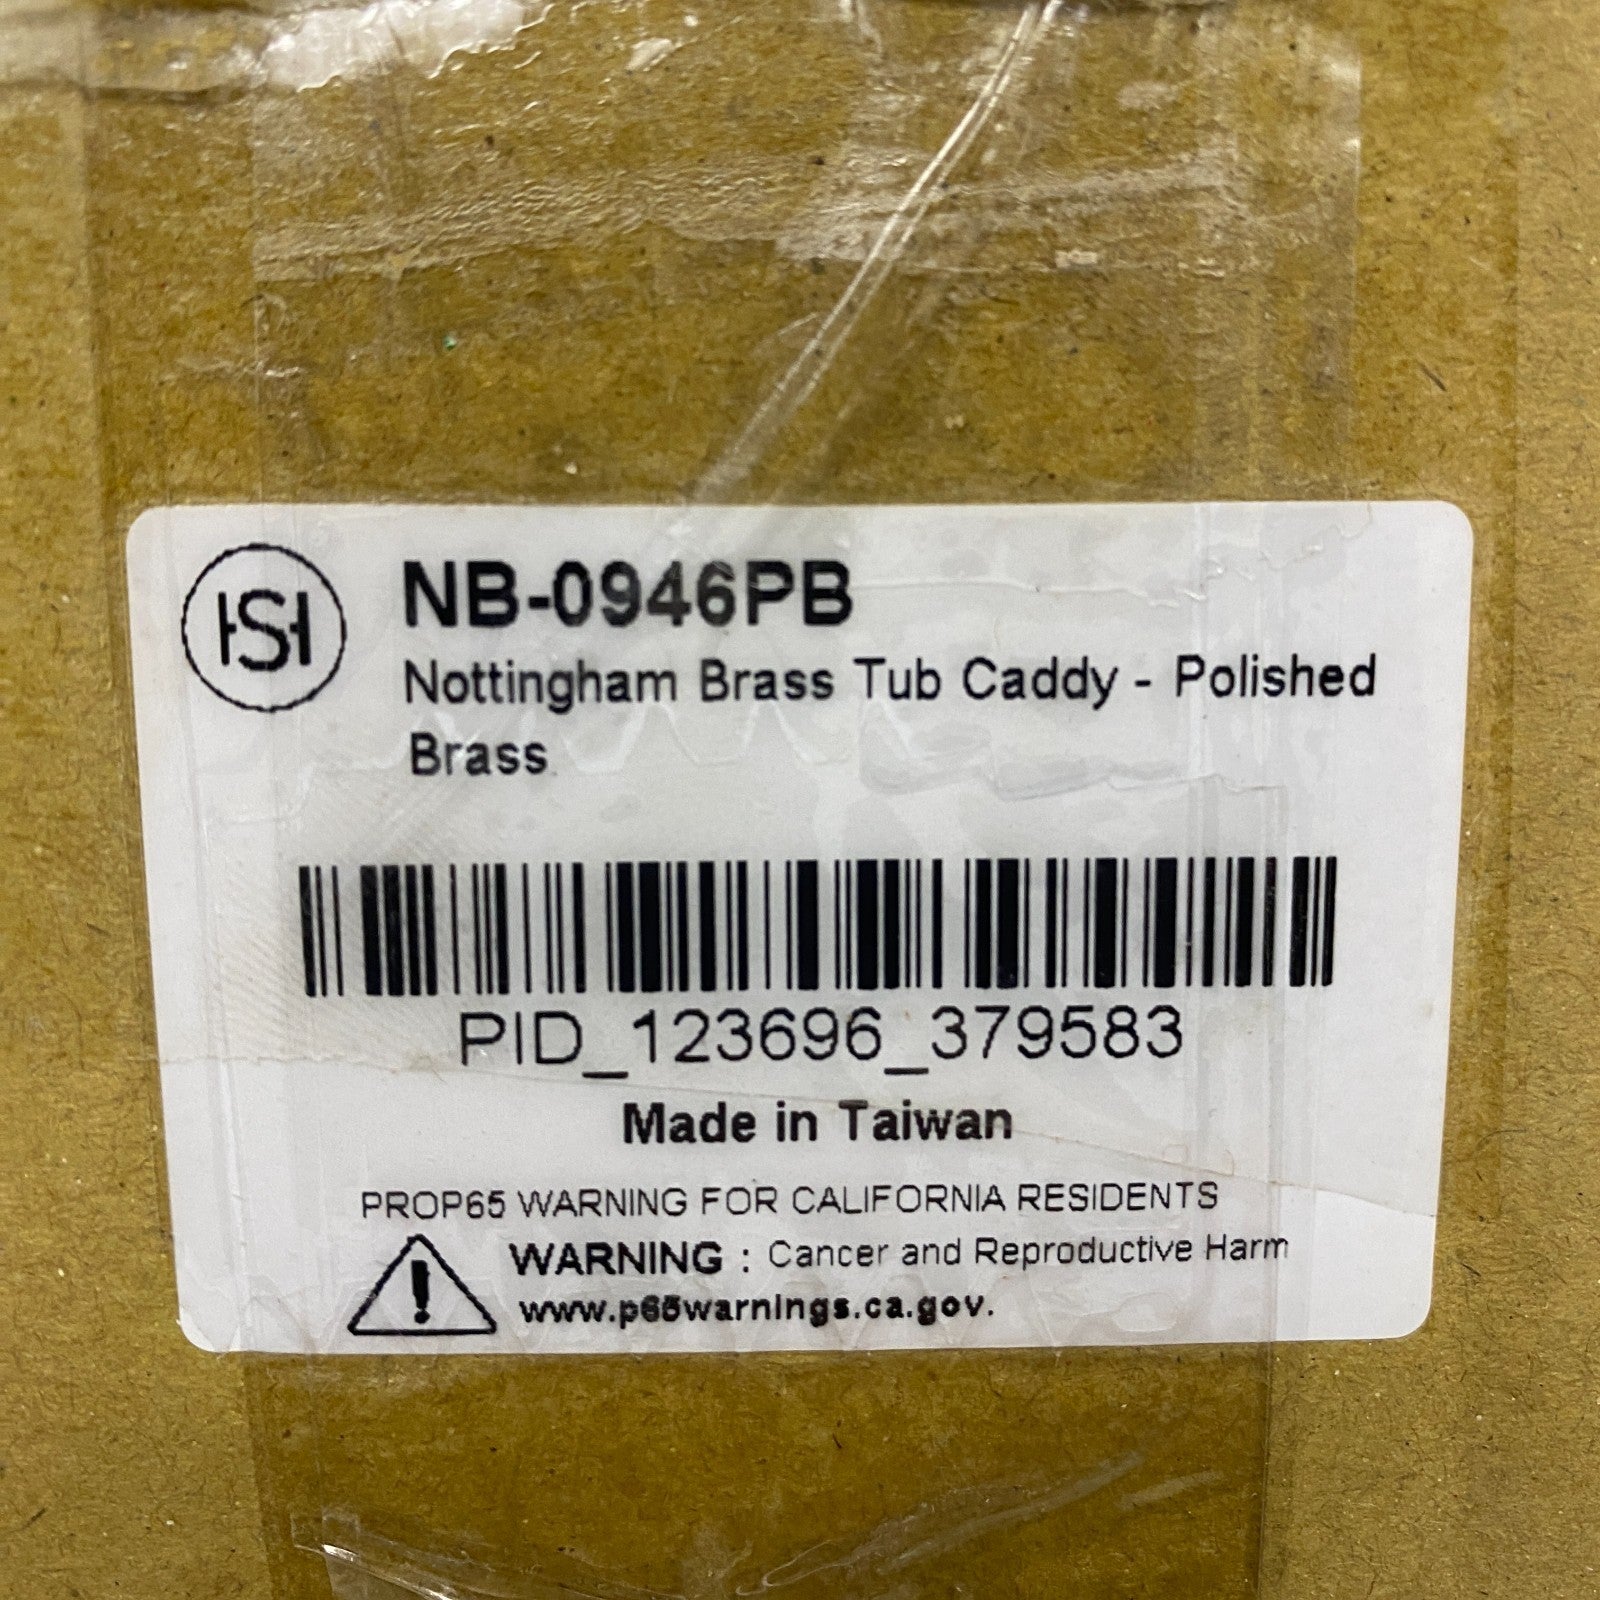 HSH
NB-0946PB
Nottingham Brass Tub Caddy - Polished
Brass
PID_123696_379583
Made in Taiwan
PROP65 WARNING FOR CALIFORNIA RESIDENTS
WARNING : Cancer and Reproductive Harm
www.p65warnings.ca.gov.